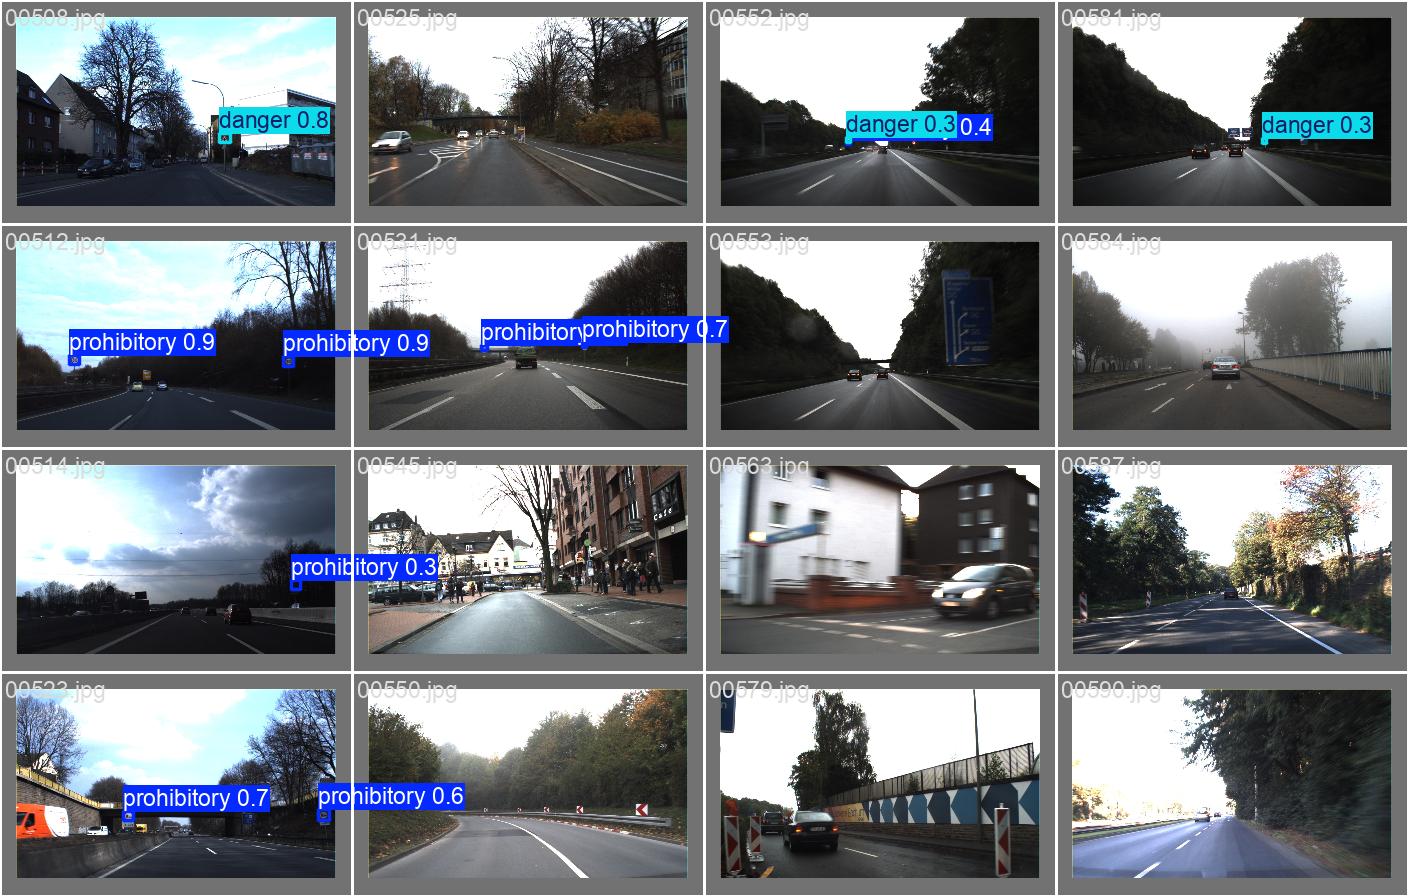 00508.jpg
00525.jpg
00552.jpg
00581.jpg
danger 0.8
danger 0.3
0.4
danger 0.3
00512.jpg
00531.jpg
00553.jpg
00584.jpg
prohibitory 0.9
prohibitory 0.9
prohibitory
prohibitory 0.7
00514.jpg
00545.jpg
00563.jpg
00587.jpg
prohibitory 0.3
00523.jpg
00550.jpg
00579.jpg
00590.jpg
prohibitory 0.7
prohibitory 0.6